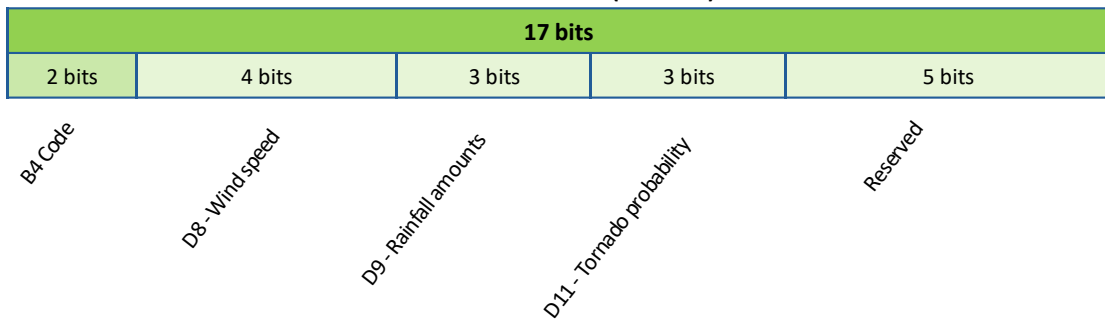 17 bits
2 bits 4 bits 3 bits 3 bits 5 bits
B4 Code
D8 - Wind speed
D9 - Rainfall amounts
D11 - Tornado probability
Reserved